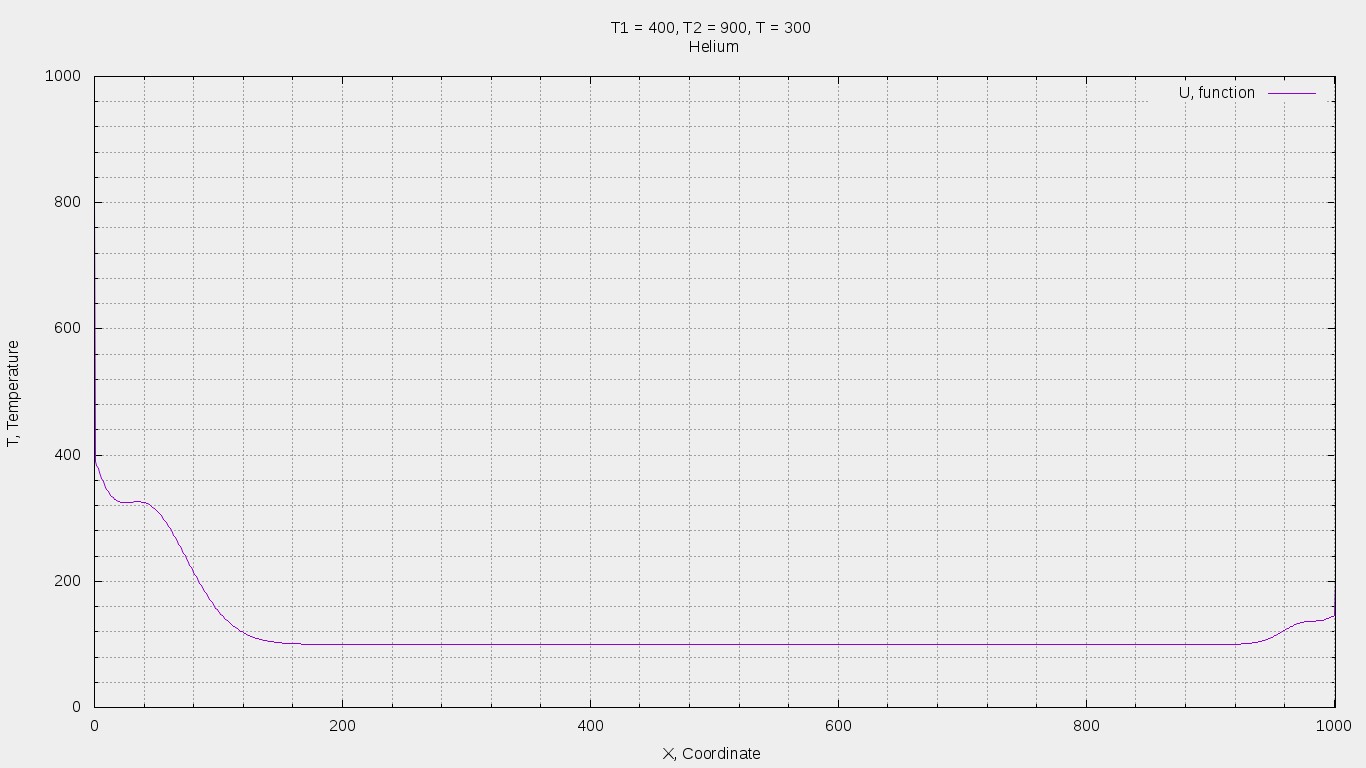 T1 = 400, T2 = 900, T = 300
Helium
U, function
T, Temperature
1000
800
600
400
200
0
0 200 400 600 800 1000
X, Coordinate